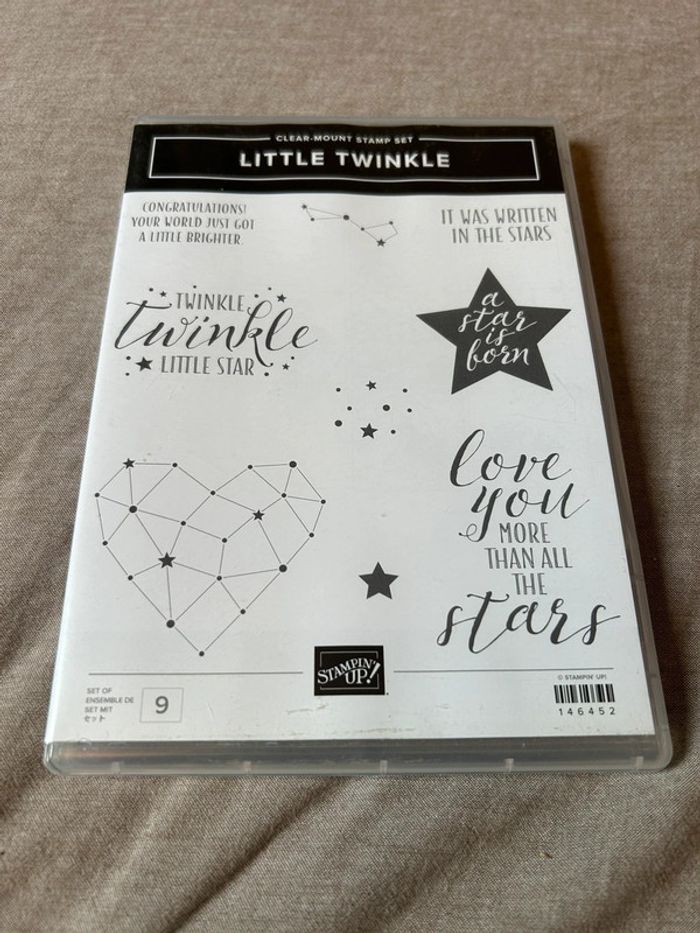 CLEAR-MOUNT STAMP SET
LITTLE TWINKLE
CONGRATULATIONS!
YOUR WORLD JUST GOT
A LITTLE BRIGHTER.
IT WAS WRITTEN
IN THE STARS
TWINKLE
twinkle
LITTLE STAR
a
star
is
born
love
you
MORE
THAN ALL
THE
stars
STAMPIN'
UP!
© STAMPIN' UP!
146452
SET OF
ENSEMBLE DE
SET MIT
セット
9